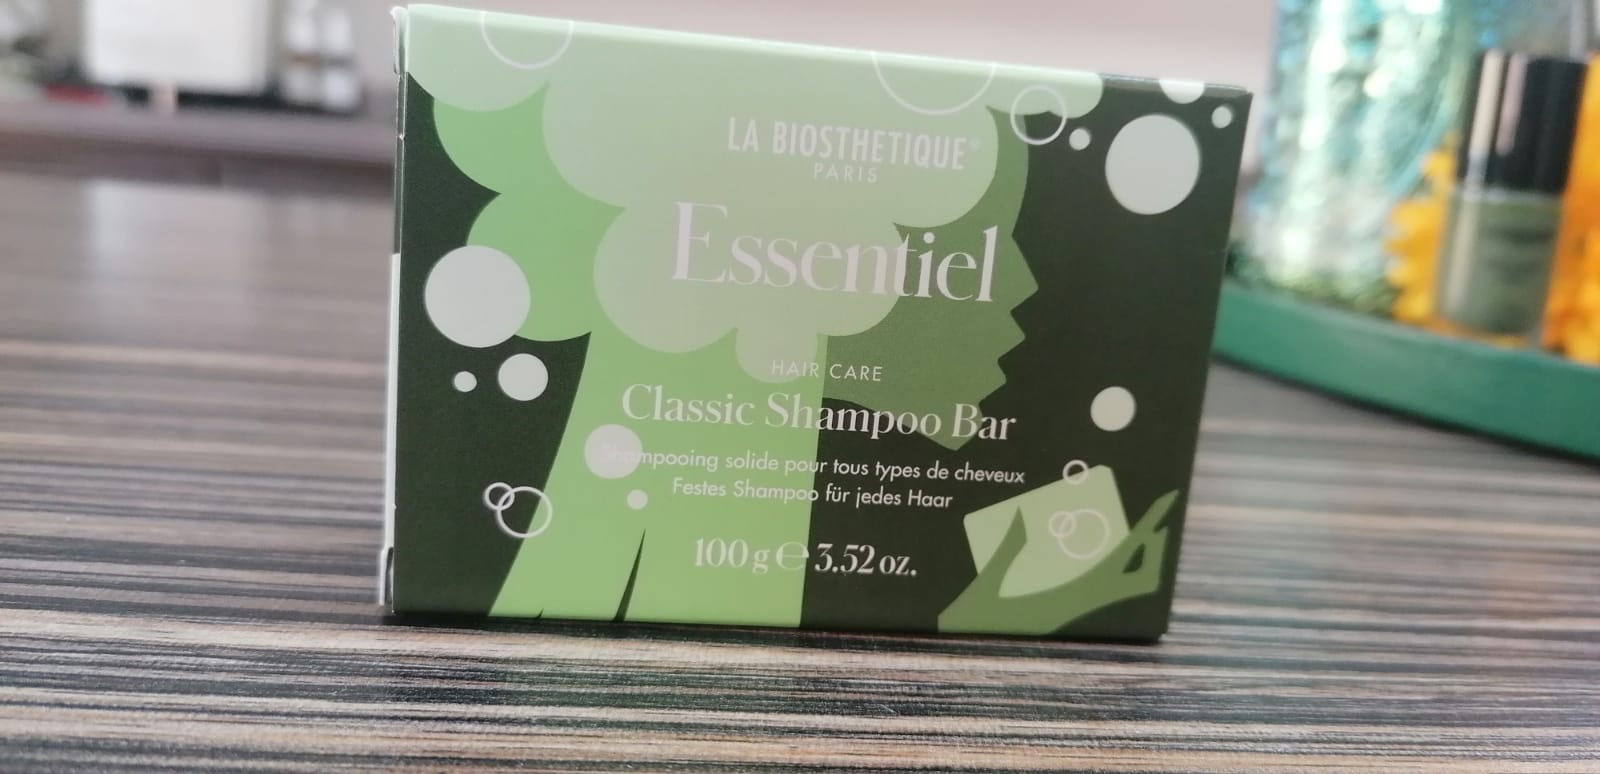 LA BIOSTHETIQUE®
PARIS
Essentiel
HAIR CARE
Classic Shampoo Bar
Shampooing solide pour tous types de cheveux
Festes Shampoo für jedes Haar
100 g ℮ 3.52 oz.